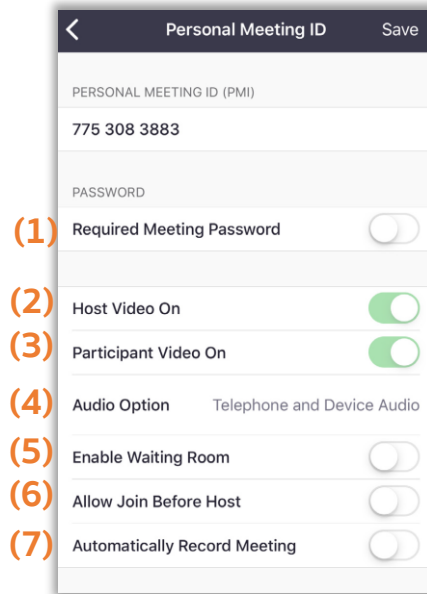 Personal Meeting ID Save
PERSONAL MEETING ID (PMI)
775 308 3883
PASSWORD
(1) Required Meeting Password
(2) Host Video On
(3) Participant Video On
(4) Audio Option Telephone and Device Audio
(5) Enable Waiting Room
(6) Allow Join Before Host
(7) Automatically Record Meeting